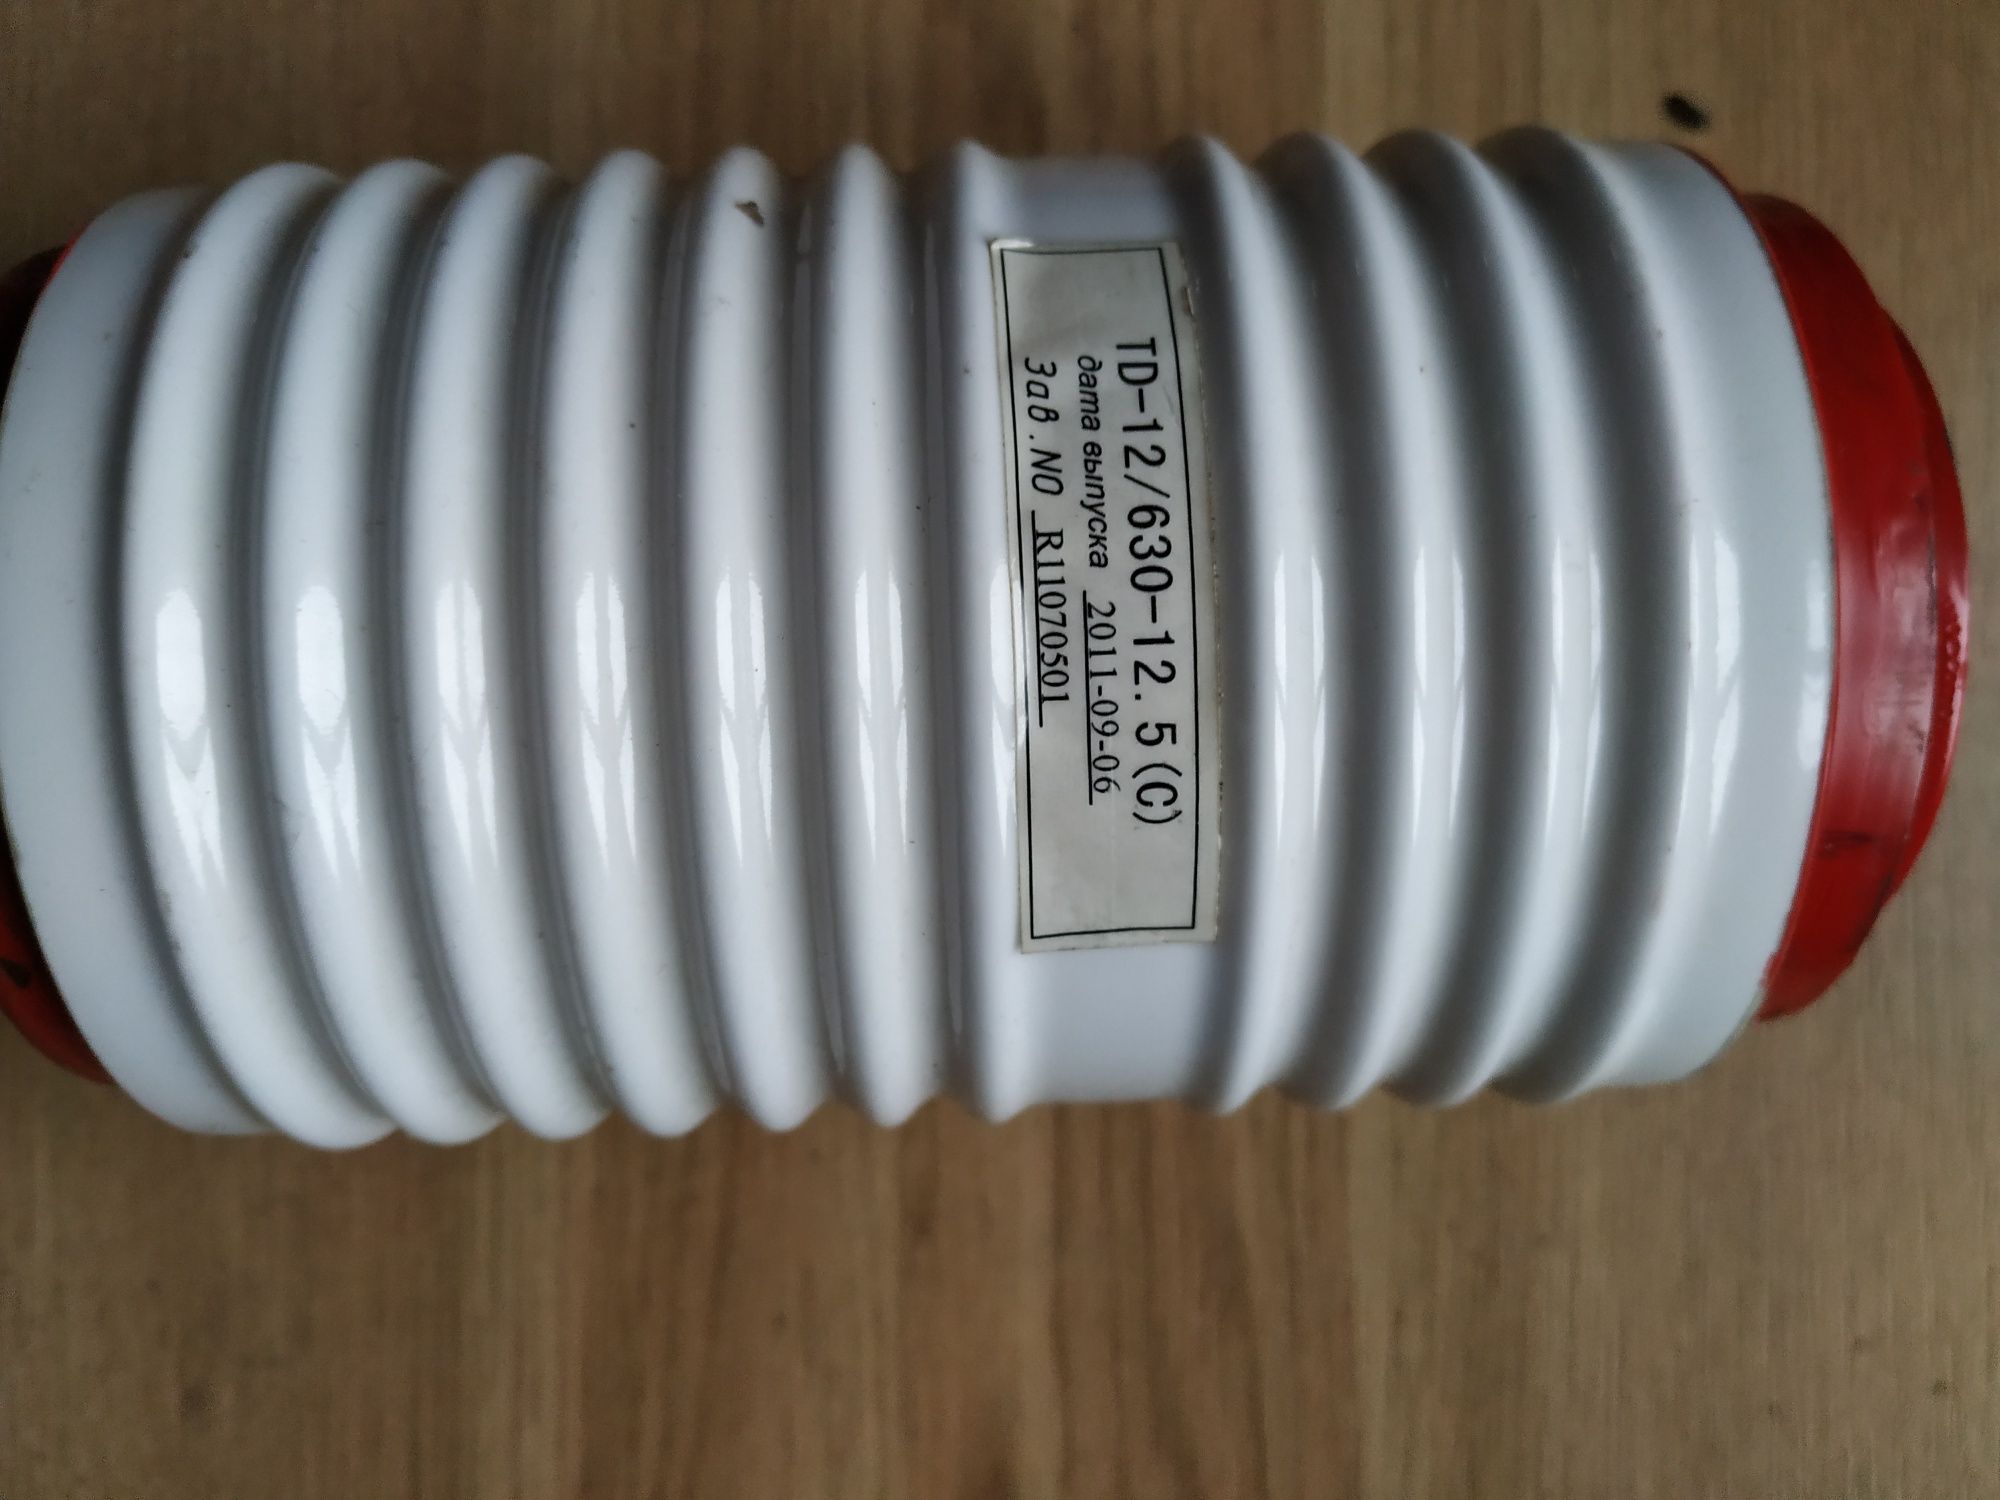 TD-12/630-12.5(C)
дата выпуска 2011-09-06
Зав.NO R11070501